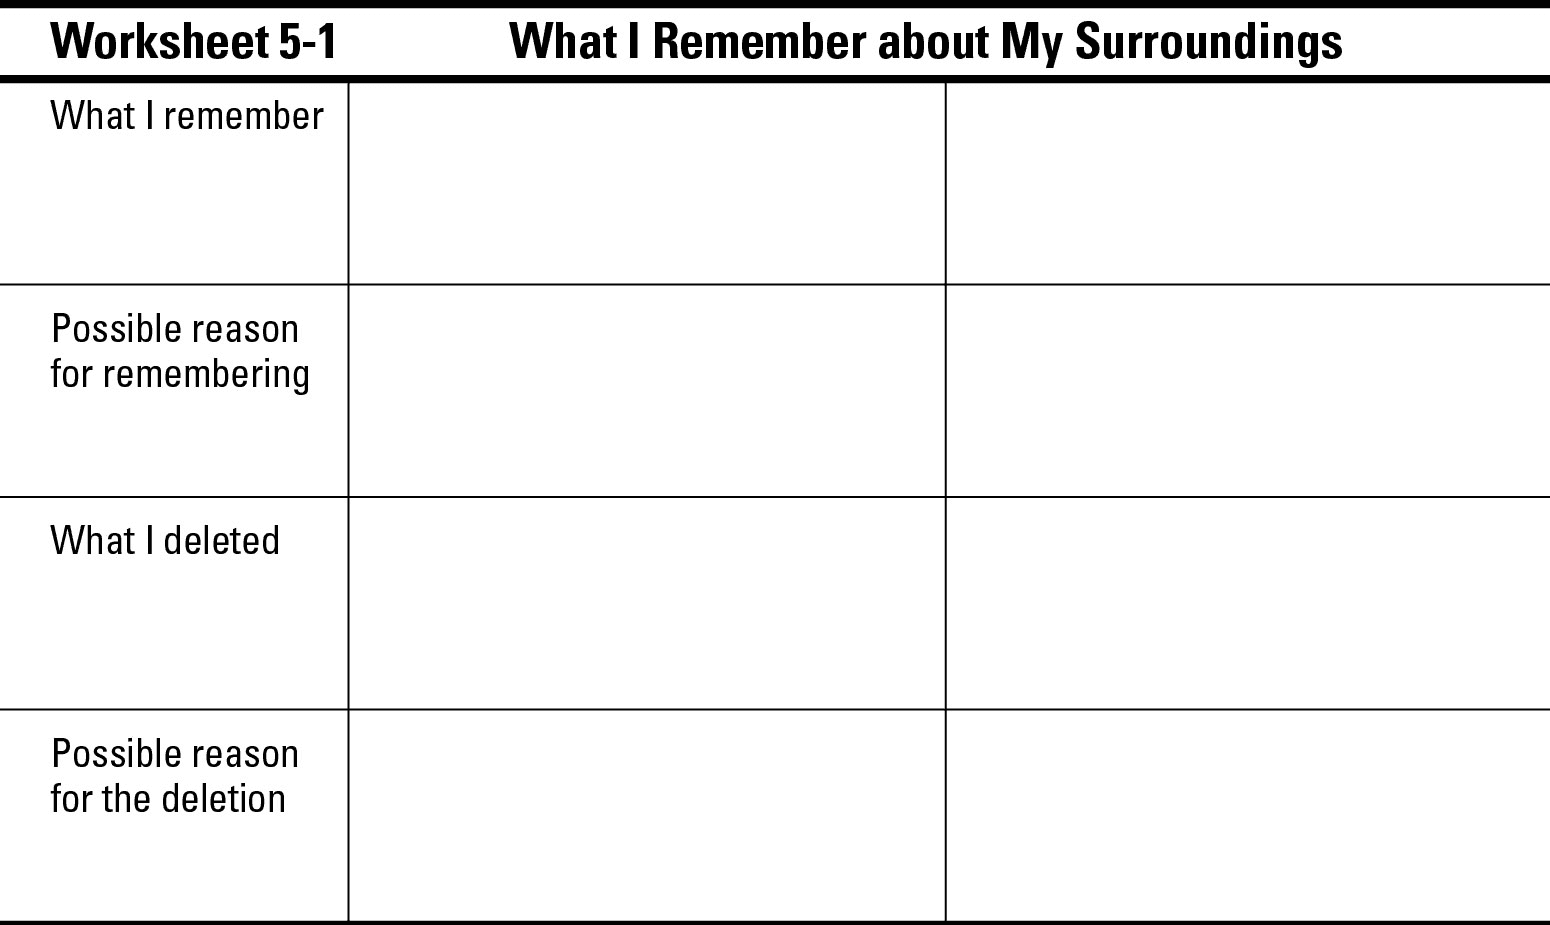 Worksheet 5-1 What I Remember about My Surroundings
What I remember
Possible reason
for remembering
What I deleted
Possible reason
for the deletion